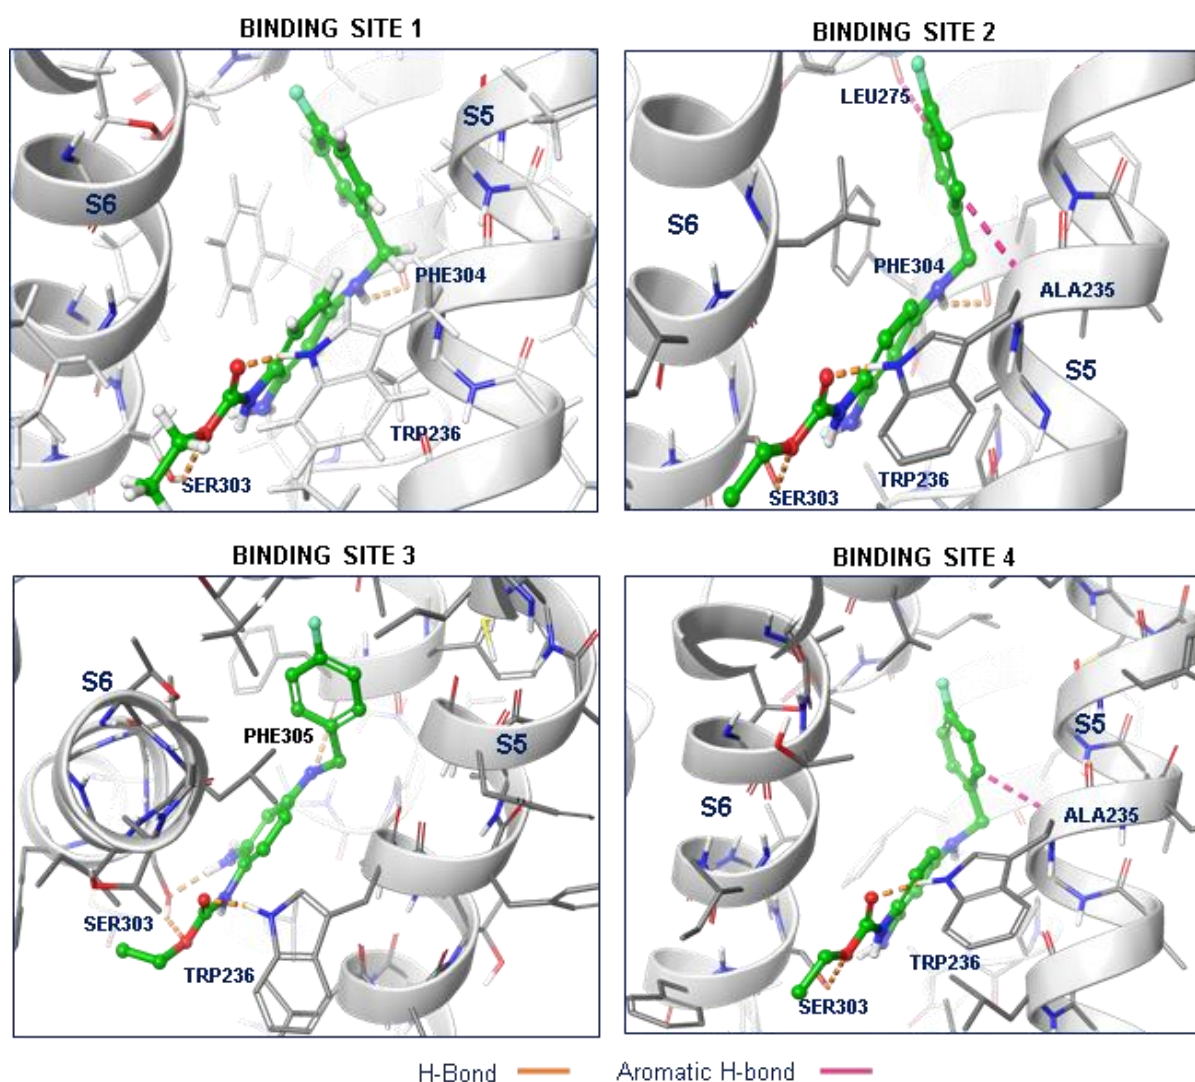 BINDING SITE 1
S5
S6
PHE304
TRP236
SER303
BINDING SITE 2
LEU275
S6
PHE304
ALA235
S5
TRP236
SER303
BINDING SITE 3
S6
PHE305
S5
SER303
TRP236
BINDING SITE 4
S5
S6
ALA235
TRP236
SER303
H-Bond
Aromatic H-bond